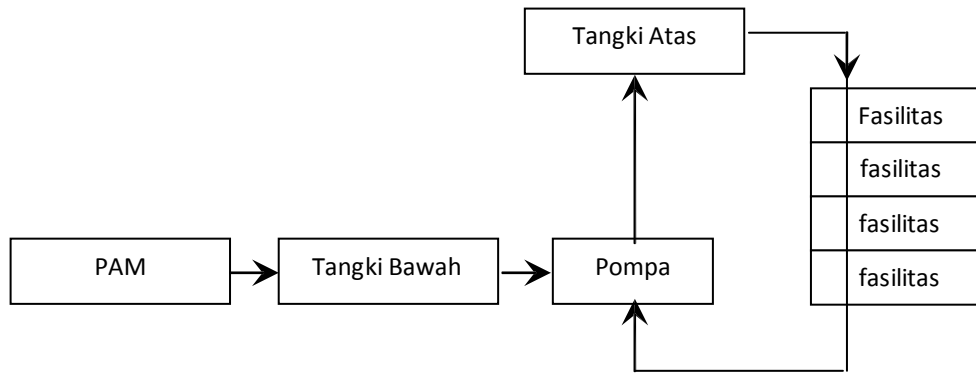 Tangki Atas
Fasilitas
fasilitas
fasilitas
fasilitas
PAM
Tangki Bawah
Pompa